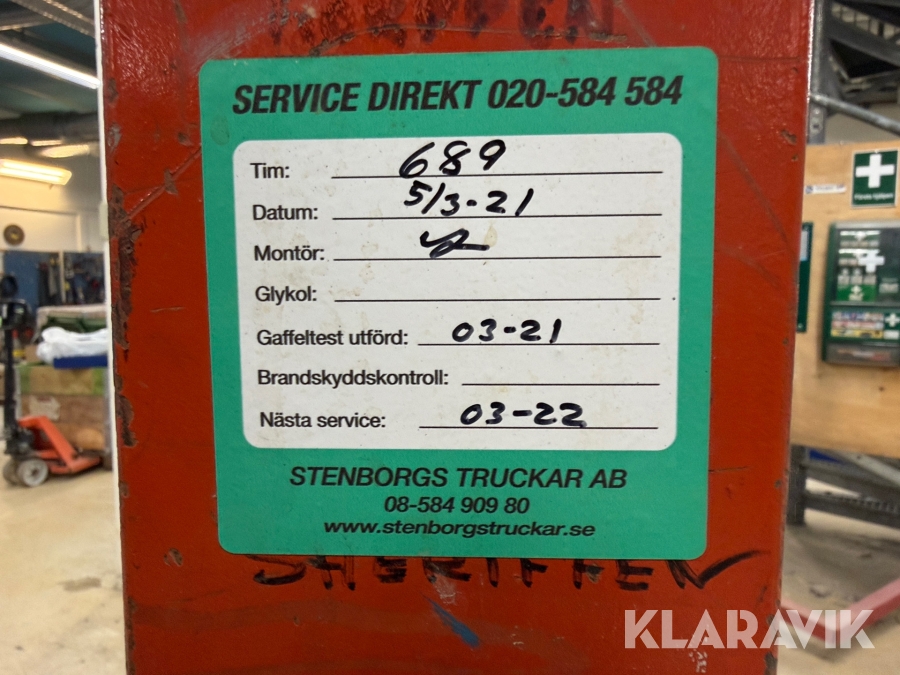 SERVICE DIREKT 020-584 584
Tim: 689
Datum: 5/3-21
Montör:
Glykol:
Gaffeltest utförd: 03-21
Brandskyddskontroll:
Nästa service: 03-22
STENBORGS TRUCKAR AB
08-584 909 80
www.stenborgstruckar.se
SHERIFFEN
KLARAVIK